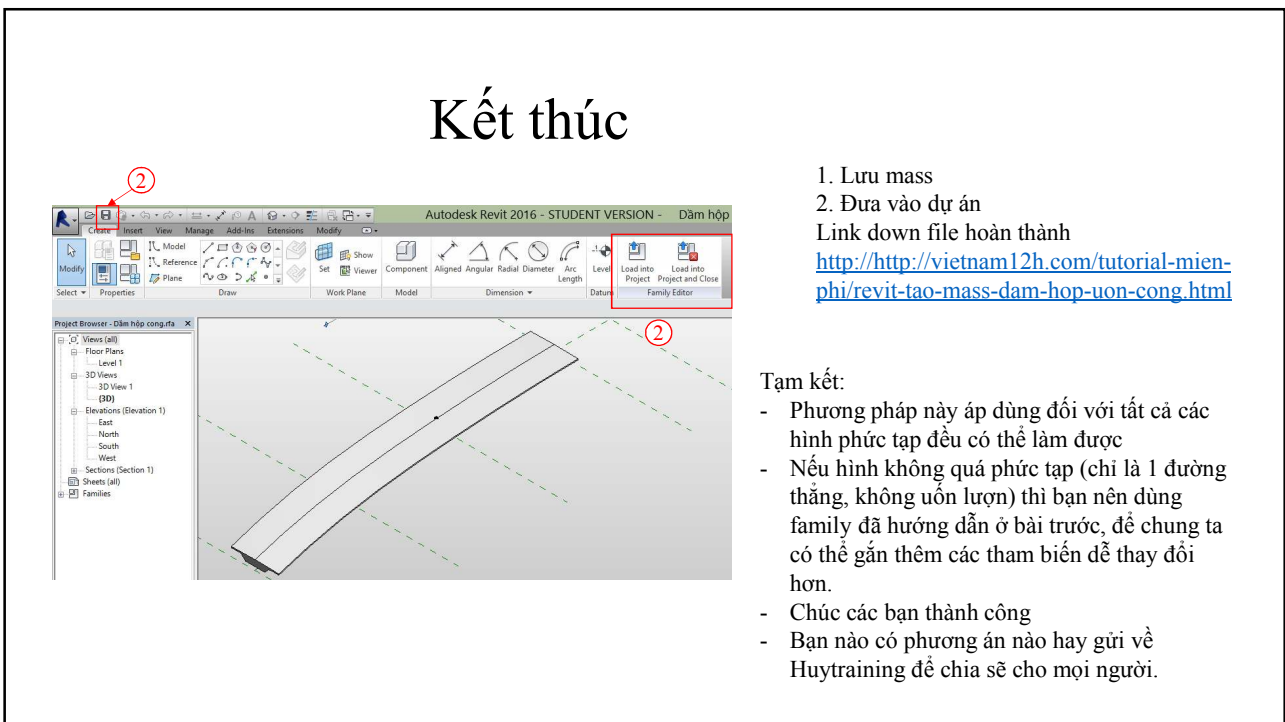 Kết thúc
2
Autodesk Revit 2016 - STUDENT VERSION - Dầm hộp
Create Insert View Manage Add-Ins Extensions Modify
Modify
Model
Reference
Plane
Set
Show
Viewer
Component
Aligned Angular Radial Diameter Arc Length
Level
Load into Project
Load into Project and Close
Select Properties Draw Work Plane Model Dimension Datum Family Editor
2
Project Browser - Dầm hộp cong.rfa X
Views (all)
Floor Plans
Level 1
3D Views
3D View 1
(3D)
Elevations (Elevation 1)
East
North
South
West
Sections (Section 1)
Sheets (all)
Families
1. Lưu mass
2. Đưa vào dự án
Link down file hoàn thành
http://http://vietnam12h.com/tutorial-mien-
phi/revit-tao-mass-dam-hop-uon-cong.html
Tạm kết:
- Phương pháp này áp dùng đối với tất cả các
hình phức tạp đều có thể làm được
- Nếu hình không quá phức tạp (chỉ là 1 đường
thẳng, không uốn lượn) thì bạn nên dùng
family đã hướng dẫn ở bài trước, để chung ta
có thể gắn thêm các tham biến dễ thay đổi
hơn.
- Chúc các bạn thành công
- Bạn nào có phương án nào hay gửi về
Huytraining để chia sẽ cho mọi người.